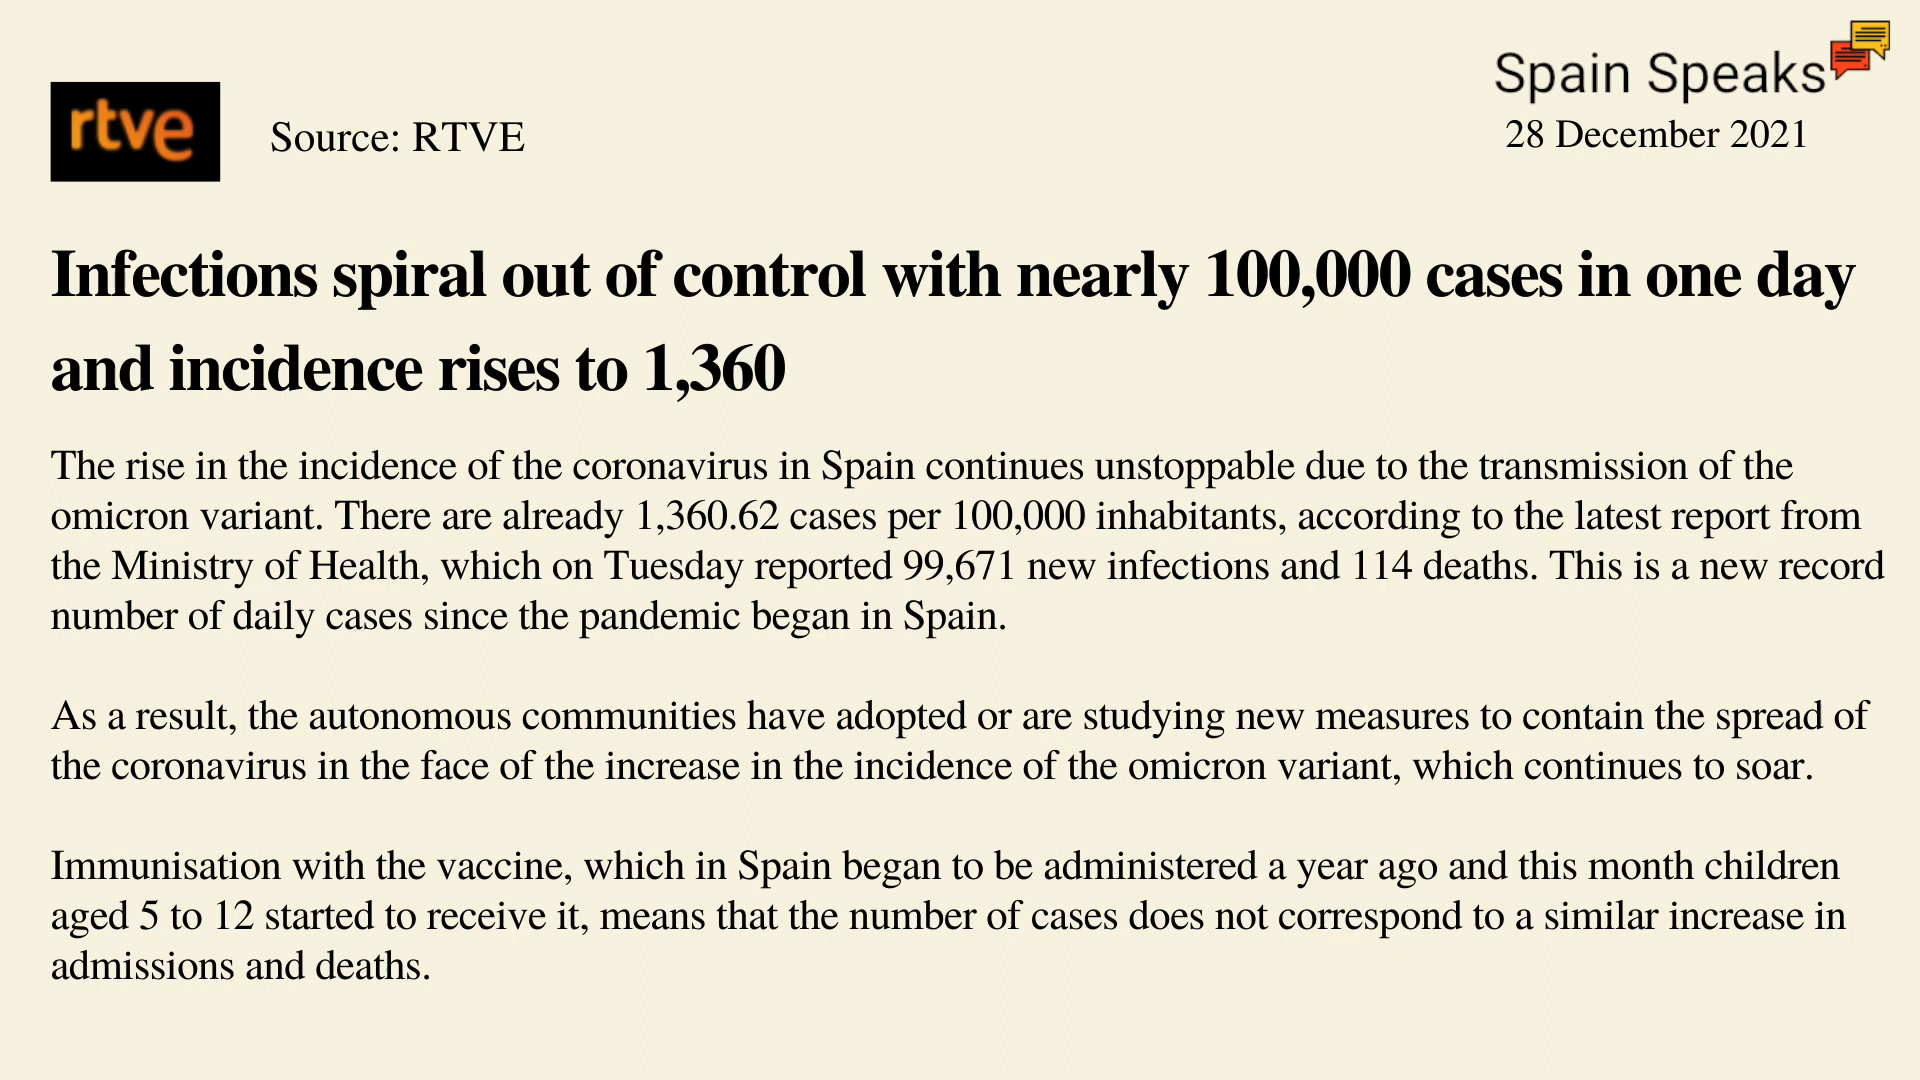 Spain Speaks
rtve
Source: RTVE
28 December 2021
Infections spiral out of control with nearly 100,000 cases in one day
and incidence rises to 1,360
The rise in the incidence of the coronavirus in Spain continues unstoppable due to the transmission of the
omicron variant. There are already 1,360.62 cases per 100,000 inhabitants, according to the latest report from
the Ministry of Health, which on Tuesday reported 99,671 new infections and 114 deaths. This is a new record
number of daily cases since the pandemic began in Spain.
As a result, the autonomous communities have adopted or are studying new measures to contain the spread of
the coronavirus in the face of the increase in the incidence of the omicron variant, which continues to soar.
Immunisation with the vaccine, which in Spain began to be administered a year ago and this month children
aged 5 to 12 started to receive it, means that the number of cases does not correspond to a similar increase in
admissions and deaths.